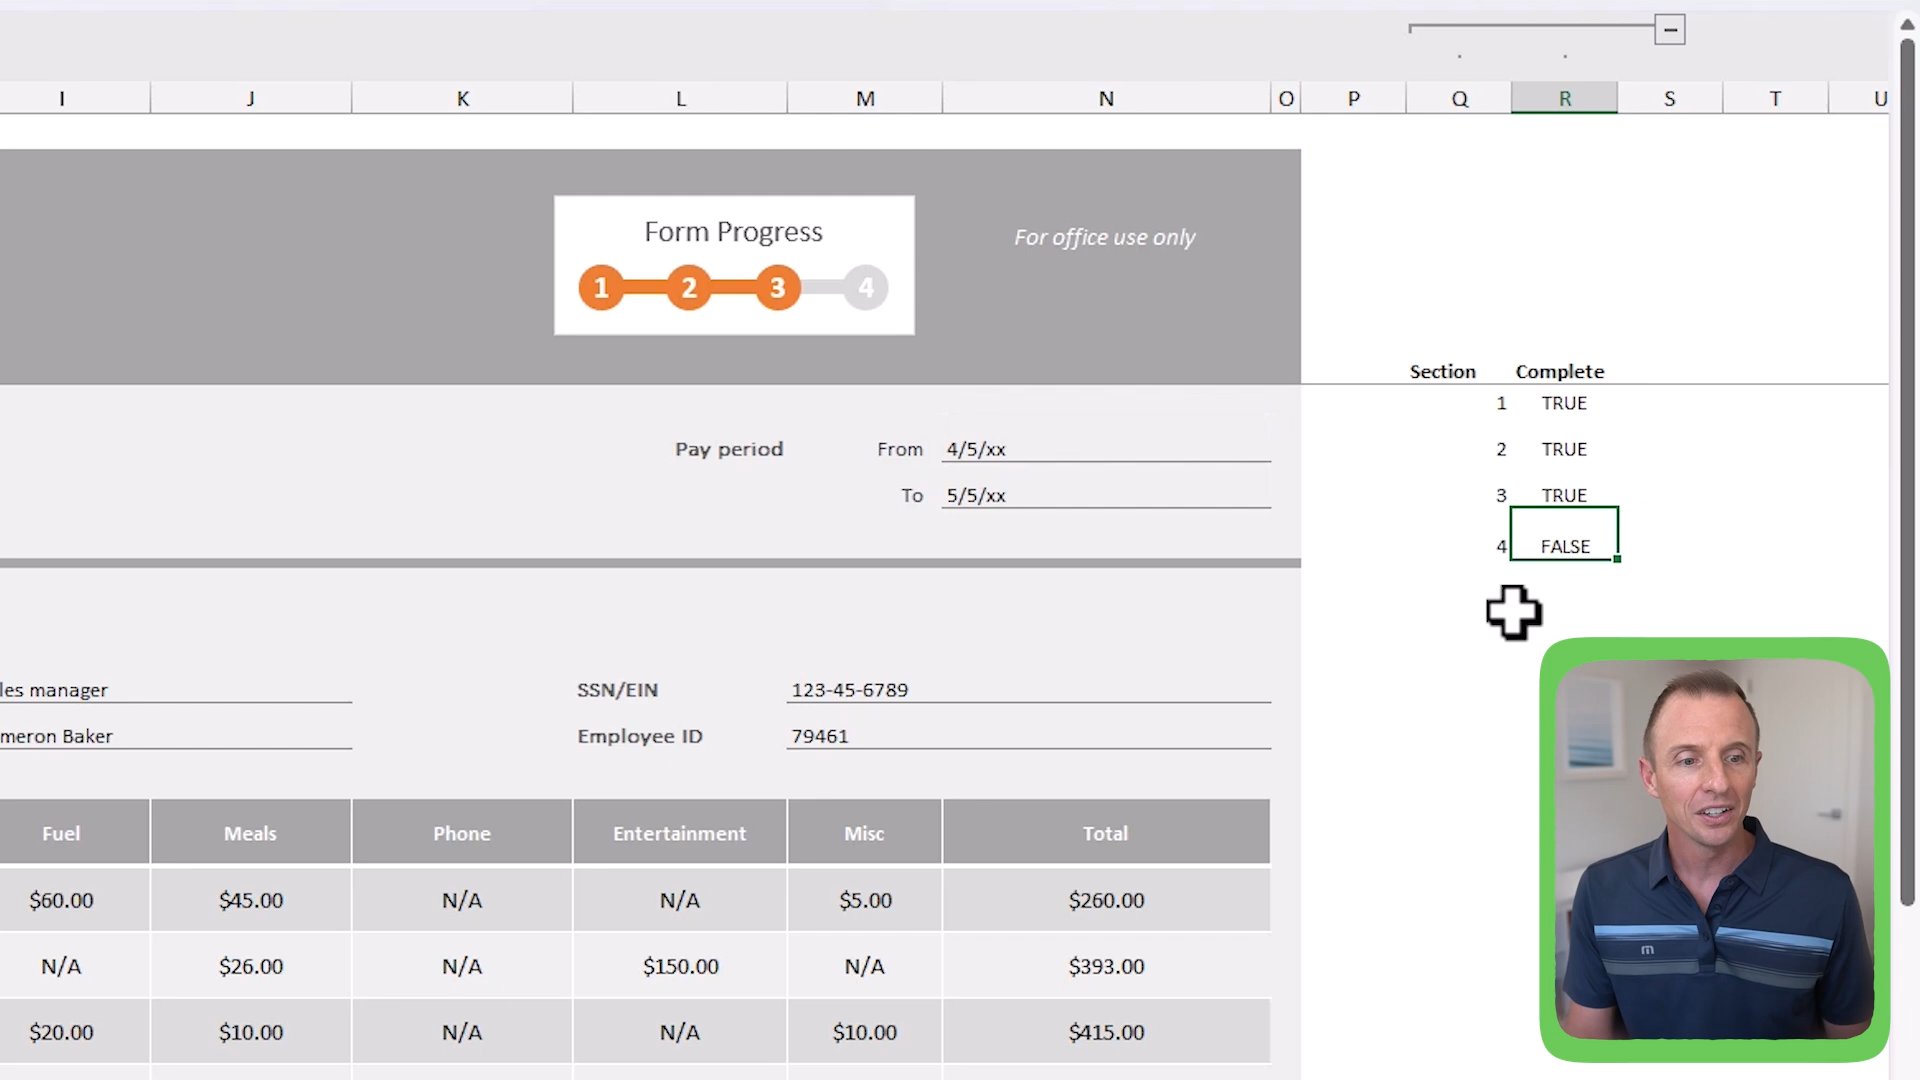 I J K L M N O P Q R S T U
Form Progress
For office use only
1 2 3 4
Section Complete
1 TRUE
Pay period From 4/5/xx 2 TRUE
To 5/5/xx 3 TRUE
4 FALSE
les manager SSN/EIN 123-45-6789
meron Baker Employee ID 79461
Fuel Meals Phone Entertainment Misc Total
$60.00 $45.00 N/A N/A $5.00 $260.00
N/A $26.00 N/A $150.00 N/A $393.00
$20.00 $10.00 N/A N/A $10.00 $415.00